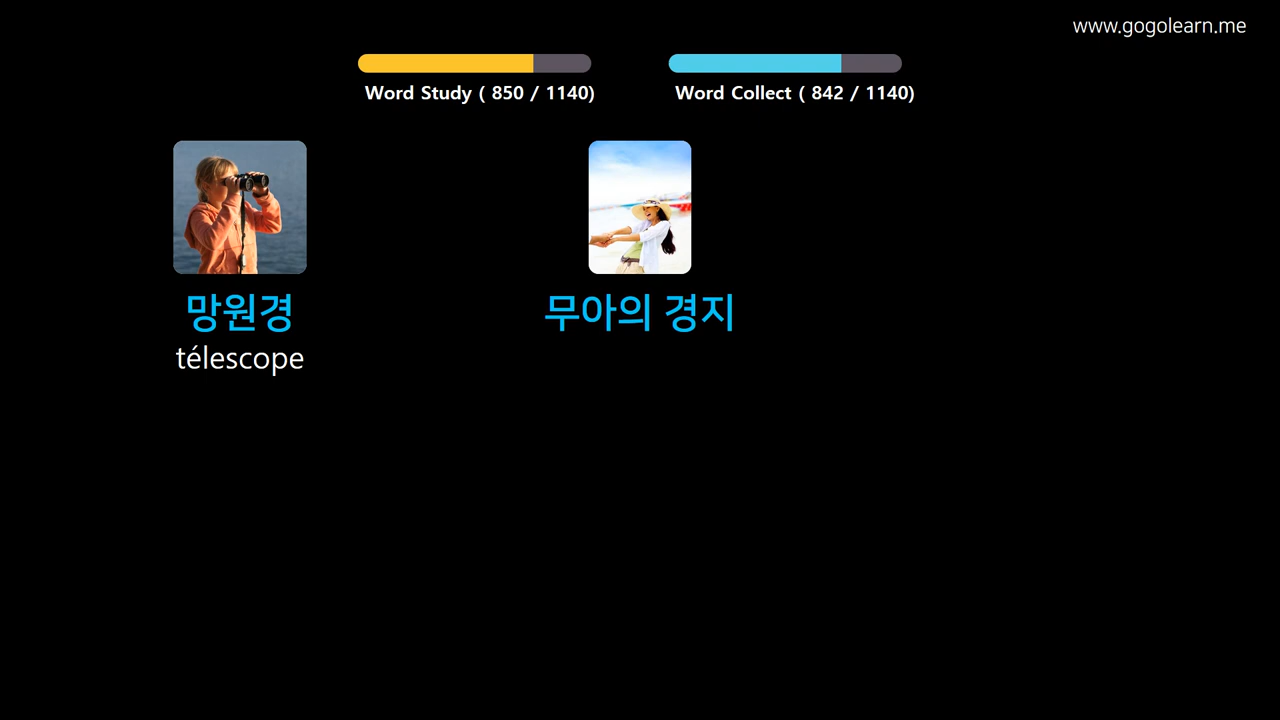 www.gogolearn.me
Word Study ( 850 / 1140)
Word Collect ( 842 / 1140)
망원경
télescope
무아의 경지